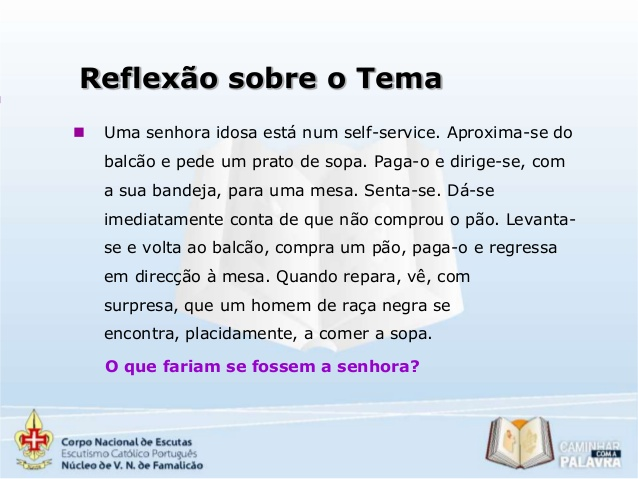 Reflexão sobre o Tema
Uma senhora idosa está num self-service. Aproxima-se do
balcão e pede um prato de sopa. Paga-o e dirige-se, com
a sua bandeja, para uma mesa. Senta-se. Dá-se
imediatamente conta de que não comprou o pão. Levanta-
se e volta ao balcão, compra um pão, paga-o e regressa
em direcção à mesa. Quando repara, vê, com
surpresa, que um homem de raça negra se
encontra, placidamente, a comer a sopa.
O que fariam se fossem a senhora?
Corpo Nacional de Escutas
Escutismo Católico Português
Núcleo de V. N. de Famalicão
CAMINHAR
COM A
PALAVRA